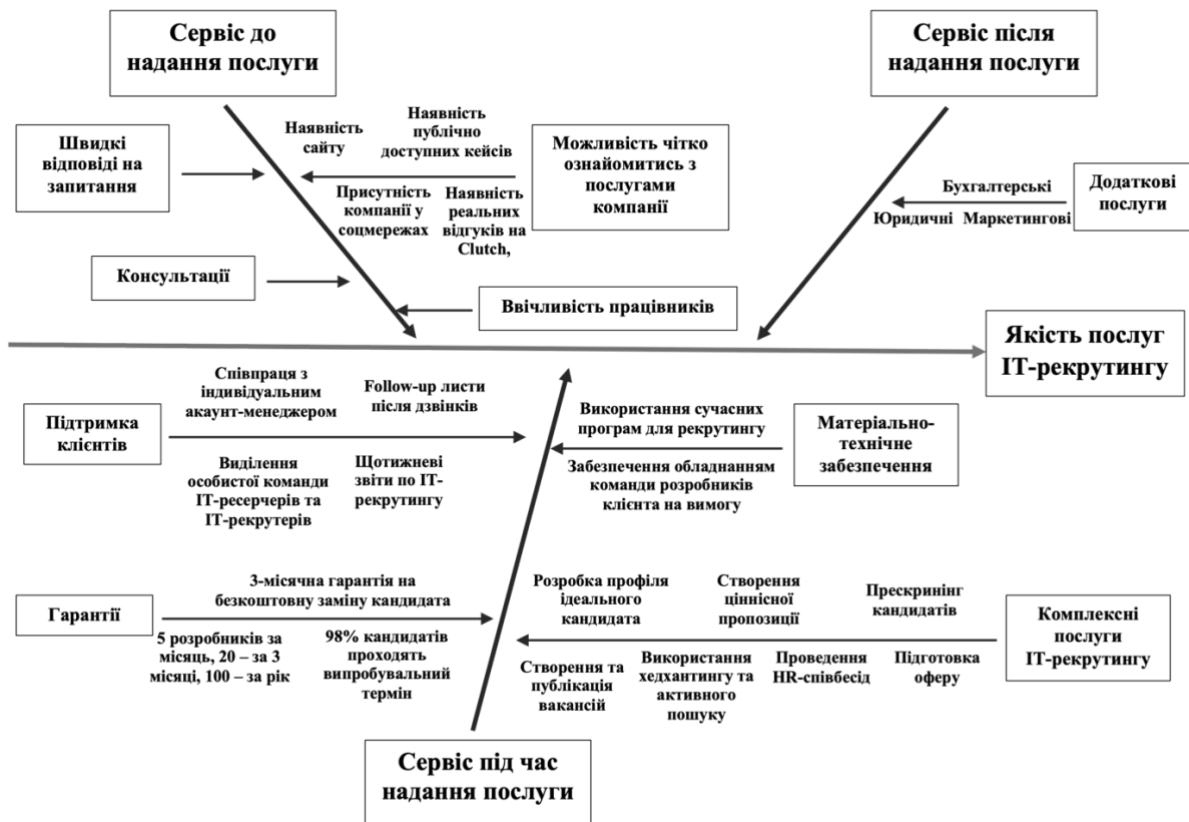 Сервіс до
надання послуги
Сервіс після
надання послуги
Швидкі
відповіді на
запитання
Наявність
сайту
Наявність
публічно
доступних кейсів
Присутність
компанії у
соцмережах
Наявність
реальних
відгуків на
Clutch,
Можливість чітко
ознайомитись з
послугами
компанії
Бухгалтерські
Юридичні Маркетингові
Додаткові
послуги
Консультації
Ввічливість працівників
Якість послуг
ІТ-рекрутингу
Підтримка
клієнтів
Співпраця з
індивідуальним
акаунт-менеджером
Follow-up листи
після дзвінків
Виділення
особистої команди
ІТ-ресерчерів та
ІТ-рекрутерів
Щотижневі
звіти по ІТ-
рекрутингу
Використання сучасних
програм для рекрутингу
Забезпечення обладнанням
команди розробників
клієнта на вимогу
Матеріально-
технічне
забезпечення
Гарантії
3-місячна гарантія на
безкоштовну заміну кандидата
5 розробників за
місяць, 20 – за 3
місяці, 100 – за рік
98% кандидатів
проходять
випробувальний
термін
Розробка профіля
ідеального
кандидата
Створення
ціннісної
пропозиції
Прескринінг
кандидатів
Створення та
публікація
вакансій
Використання
хедхантингу та
активного
пошуку
Проведення
HR-співбесід
Підготовка
оферу
Комплексні
послуги
ІТ-рекрутингу
Сервіс під час
надання послуги